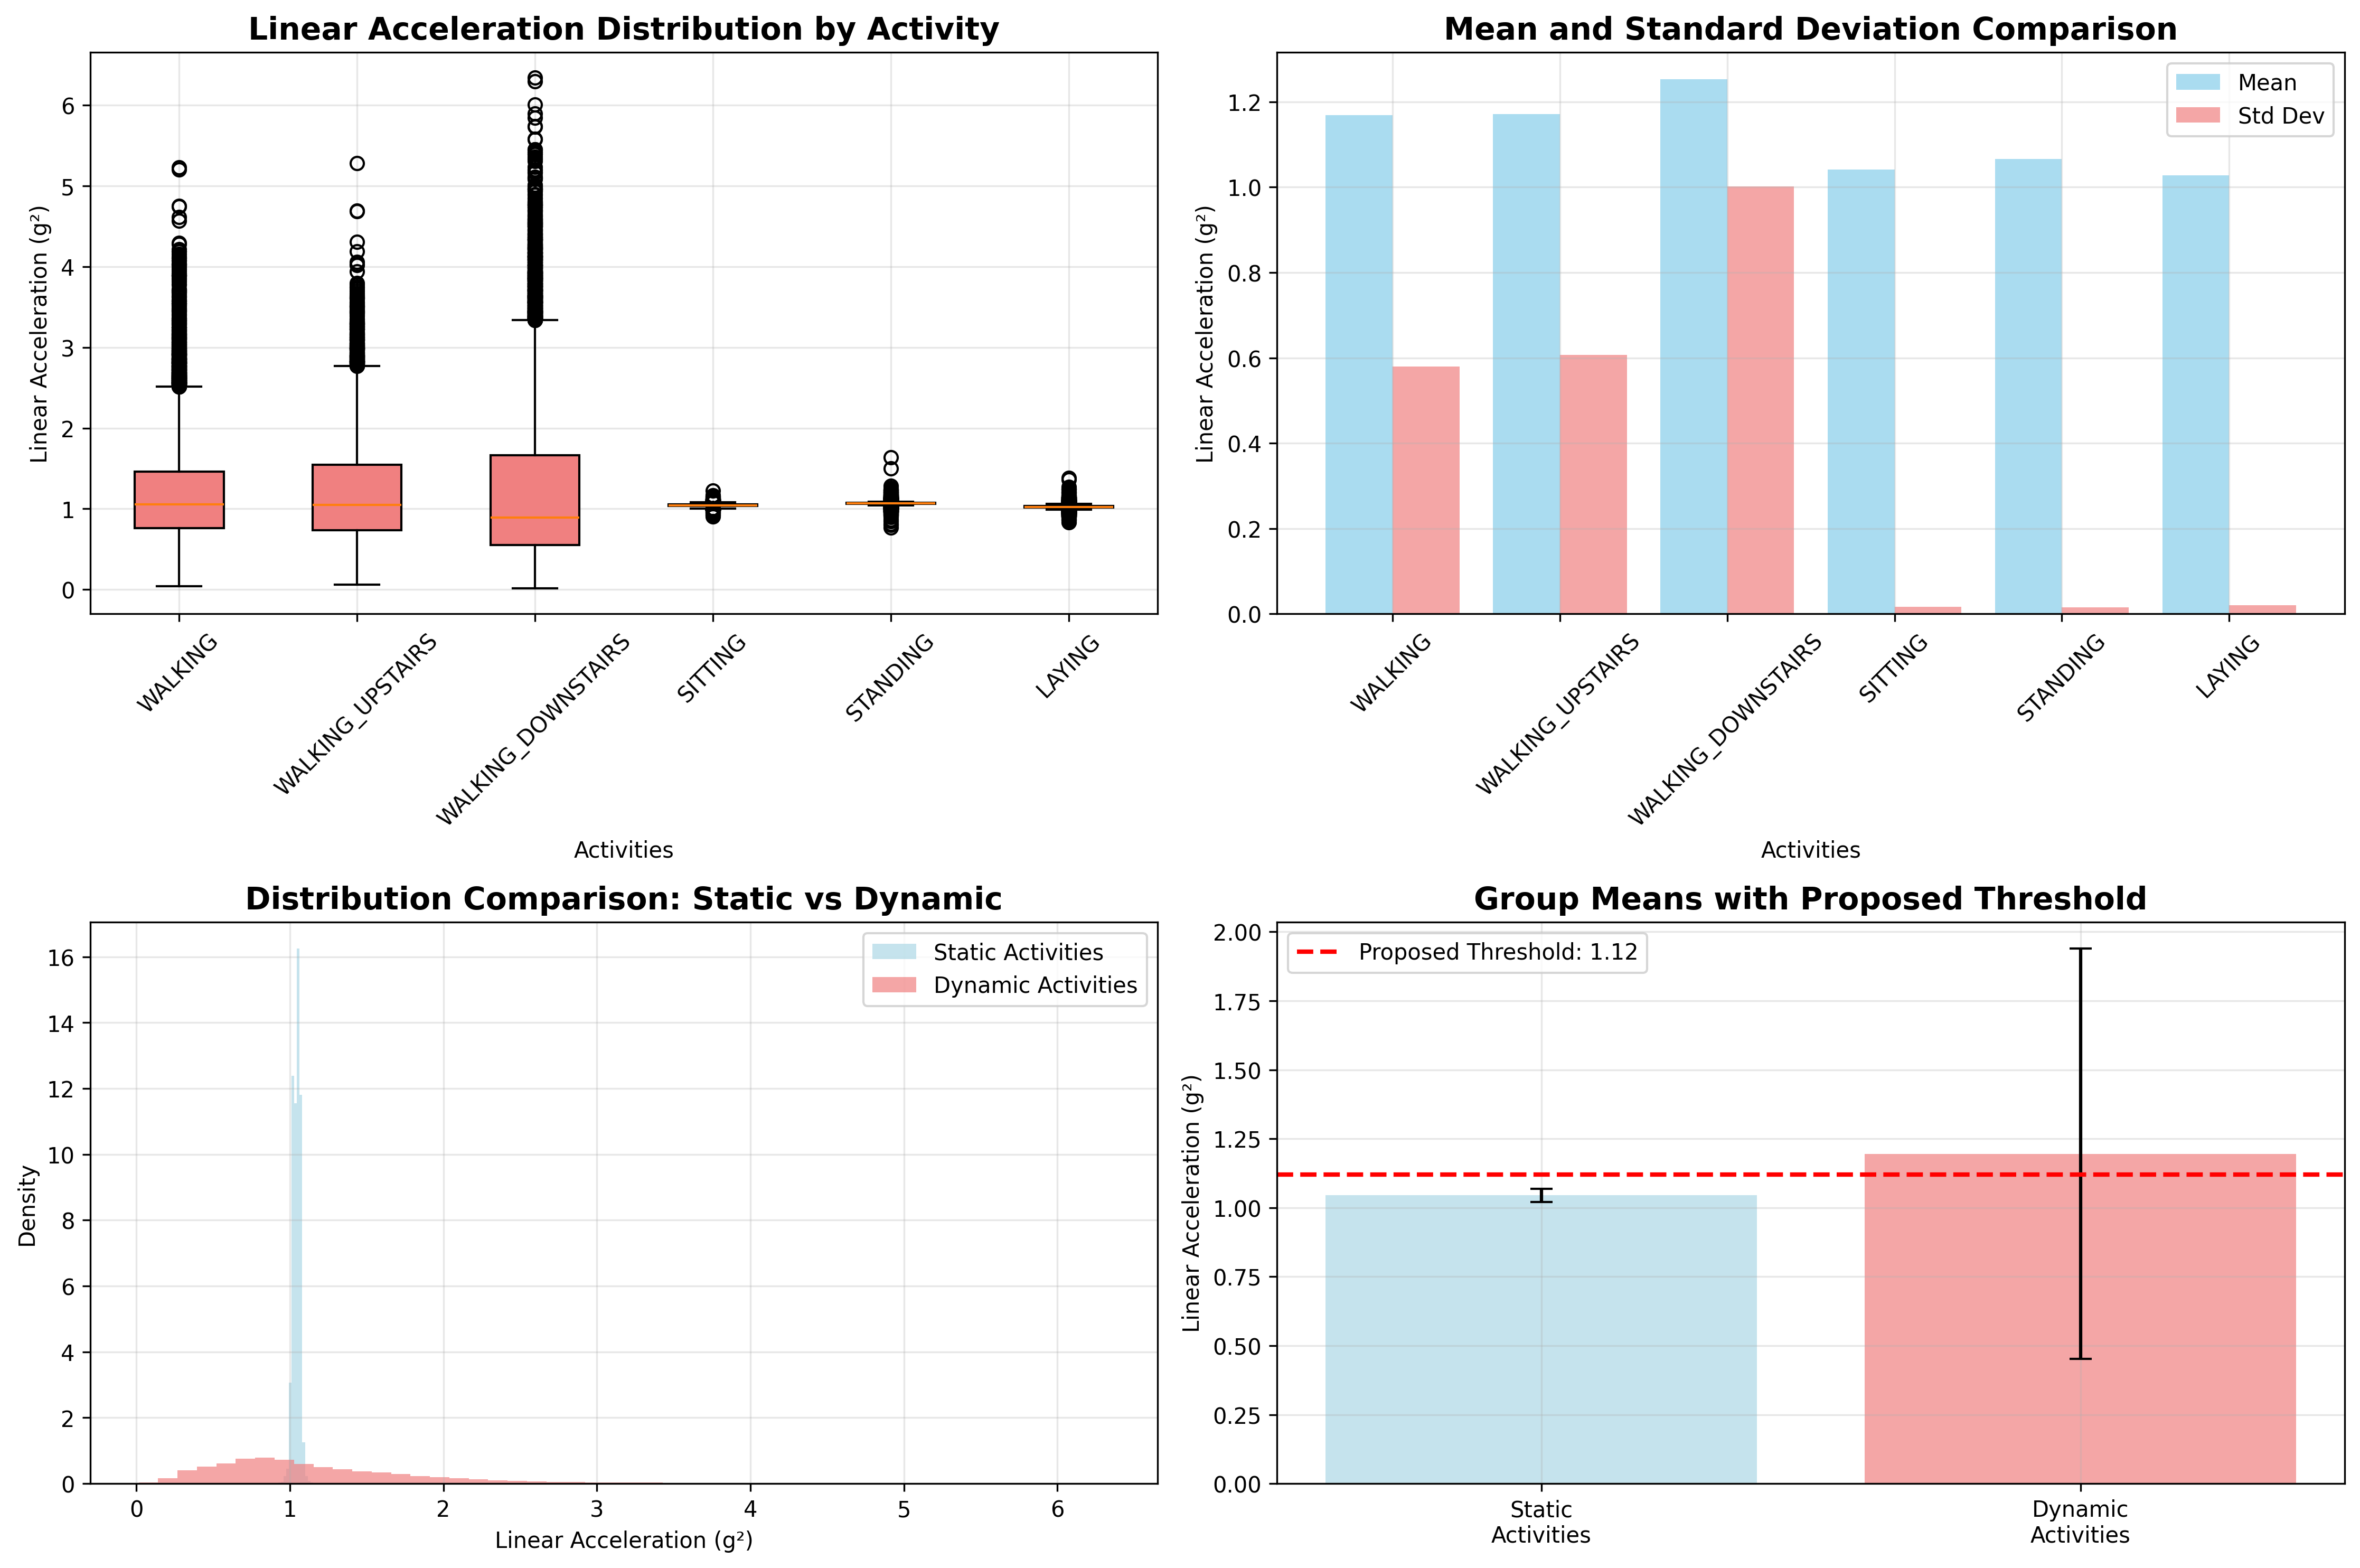 Linear Acceleration Distribution by Activity
Linear Acceleration (g²)
6
5
4
3
2
1
0
WALKING
WALKING_UPSTAIRS
WALKING_DOWNSTAIRS
SITTING
STANDING
LAYING
Activities
Mean and Standard Deviation Comparison
Mean
Std Dev
Linear Acceleration (g²)
1.2
1.0
0.8
0.6
0.4
0.2
0.0
WALKING
WALKING_UPSTAIRS
WALKING_DOWNSTAIRS
SITTING
STANDING
LAYING
Activities
Distribution Comparison: Static vs Dynamic
Static Activities
Dynamic Activities
Density
16
14
12
10
8
6
4
2
0
0 1 2 3 4 5 6
Linear Acceleration (g²)
Group Means with Proposed Threshold
Proposed Threshold: 1.12
Linear Acceleration (g²)
2.00
1.75
1.50
1.25
1.00
0.75
0.50
0.25
0.00
Static
Activities
Dynamic
Activities